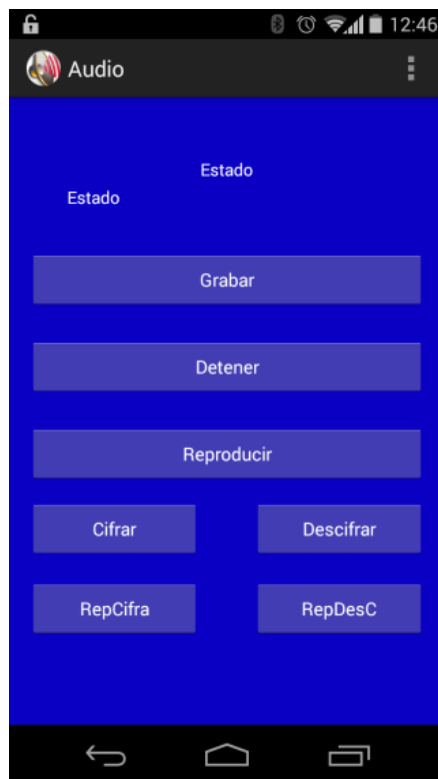 12:46
Audio
Estado
Estado
Grabar
Detener
Reproducir
Cifrar
Descifrar
RepCifra
RepDesC